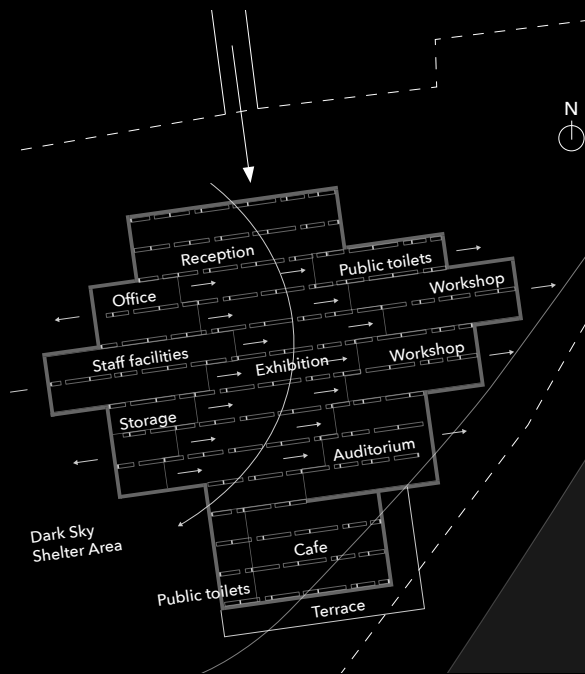 N
Reception
Public toilets
Office
Workshop
Staff facilities
Exhibition
Workshop
Storage
Auditorium
Dark Sky
Shelter Area
Cafe
Public toilets
Terrace